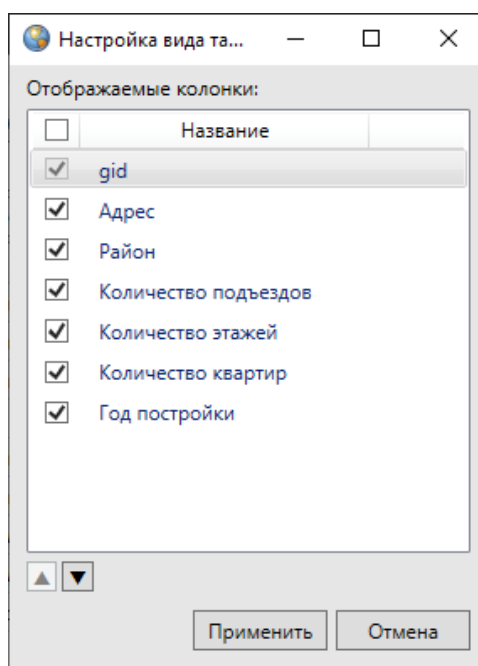 Настройка вида та...
Отображаемые колонки:
Название
gid
Адрес
Район
Количество подъездов
Количество этажей
Количество квартир
Год постройки
Применить Отмена